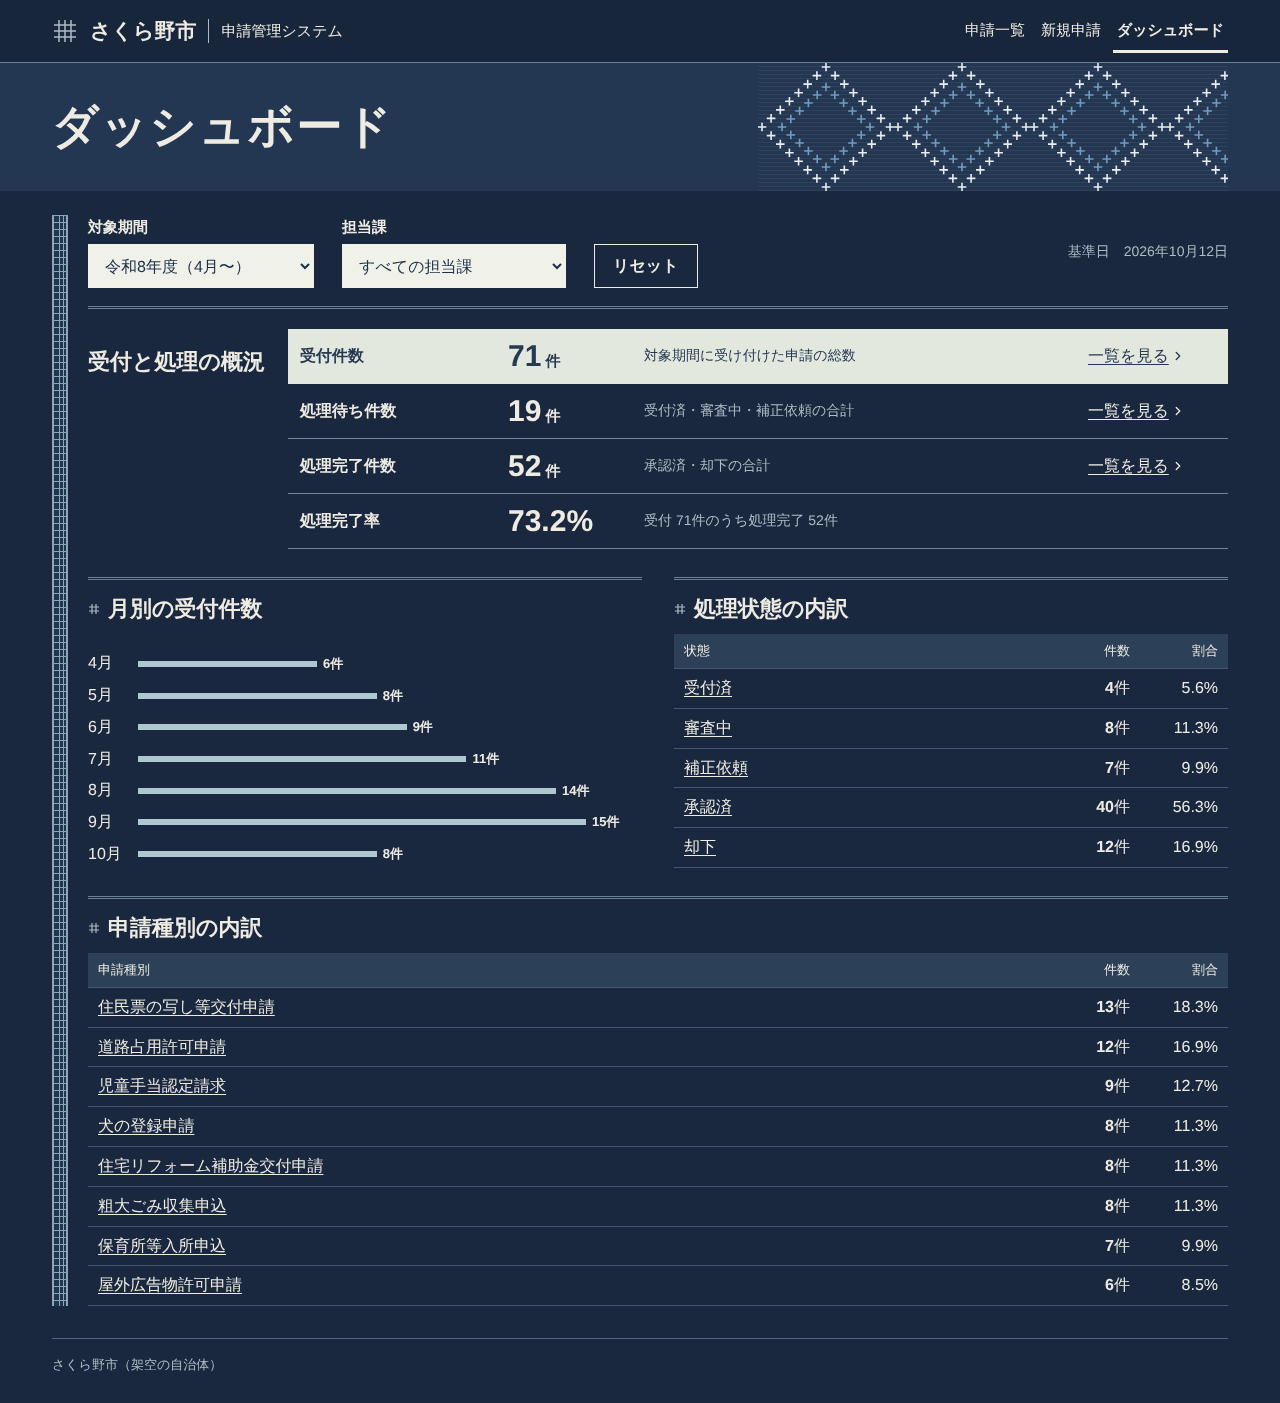 さくら野市 申請管理システム 申請一覧 新規申請 ダッシュボード
ダッシュボード
対象期間 担当課
令和8年度（4月〜） すべての担当課 リセット 基準日 2026年10月12日
受付と処理の概況
受付件数 71件 対象期間に受け付けた申請の総数 一覧を見る
処理待ち件数 19件 受付済・審査中・補正依頼の合計 一覧を見る
処理完了件数 52件 承認済・却下の合計 一覧を見る
処理完了率 73.2% 受付 71件のうち処理完了 52件
月別の受付件数
4月 6件
5月 8件
6月 9件
7月 11件
8月 14件
9月 15件
10月 8件
処理状態の内訳
状態 件数 割合
受付済 4件 5.6%
審査中 8件 11.3%
補正依頼 7件 9.9%
承認済 40件 56.3%
却下 12件 16.9%
申請種別の内訳
申請種別 件数 割合
住民票の写し等交付申請 13件 18.3%
道路占用許可申請 12件 16.9%
児童手当認定請求 9件 12.7%
犬の登録申請 8件 11.3%
住宅リフォーム補助金交付申請 8件 11.3%
粗大ごみ収集申込 8件 11.3%
保育所等入所申込 7件 9.9%
屋外広告物許可申請 6件 8.5%
さくら野市（架空の自治体）